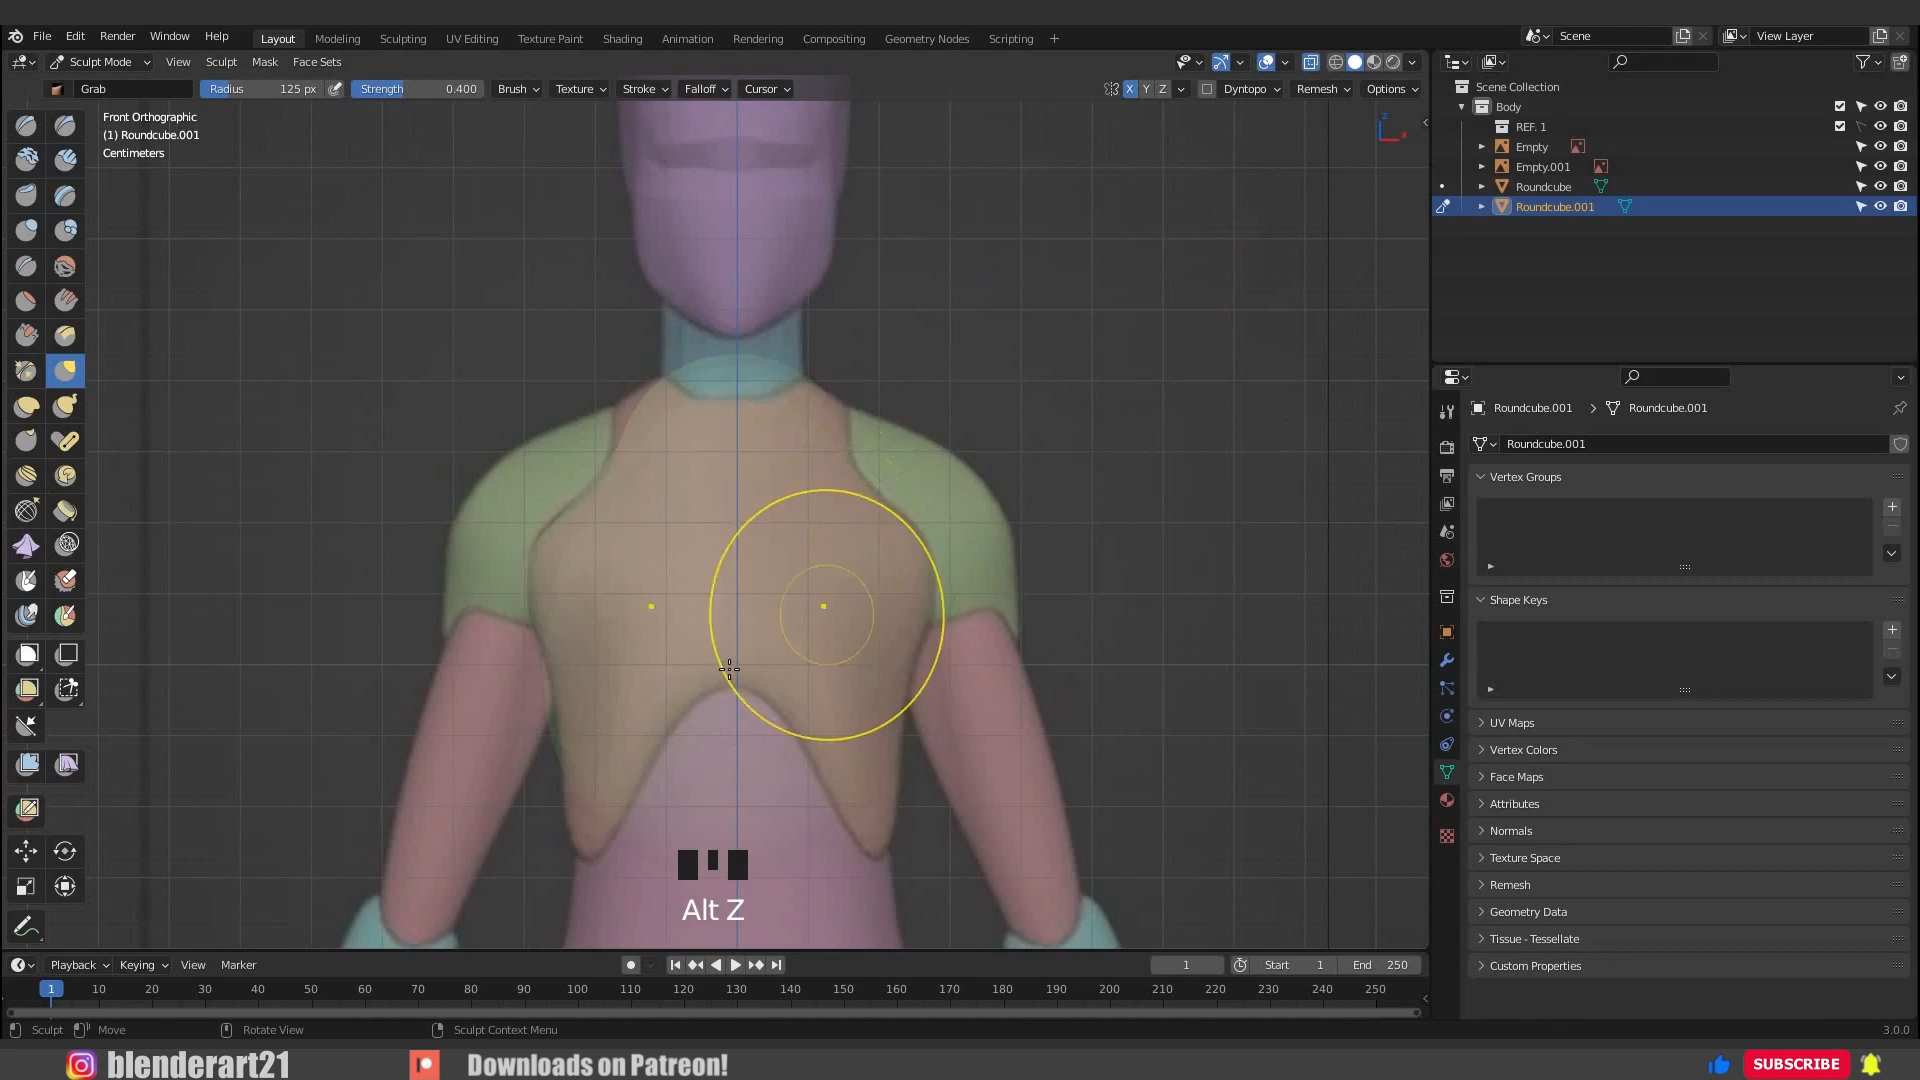 File Edit Render Window Help Layout Modeling Sculpting UV Editing Texture Paint Shading Animation Rendering Compositing Geometry Nodes Scripting + Scene View Layer
Sculpt Mode View Sculpt Mask Face Sets
Grab Radius 125 px Strength 0.400 Brush Texture Stroke Falloff Cursor X Y Z Dyntopo Remesh Options
Front Orthographic
(1) Roundcube.001
Centimeters
Z
X
Scene Collection
Body
REF. 1
Empty
Empty.001
Roundcube
Roundcube.001
Roundcube.001 > Roundcube.001
Roundcube.001
Vertex Groups
Shape Keys
UV Maps
Vertex Colors
Face Maps
Attributes
Normals
Texture Space
Remesh
Geometry Data
Tissue - Tessellate
Custom Properties
Alt Z
Playback Keying View Marker 1 Start 1 End 250
1 10 20 30 40 50 60 70 80 90 100 110 120 130 140 150 160 170 180 190 200 210 220 230 240 250
Sculpt Move Rotate View Sculpt Context Menu 3.0.0
blenderart21 Downloads on Patreon! SUBSCRIBE